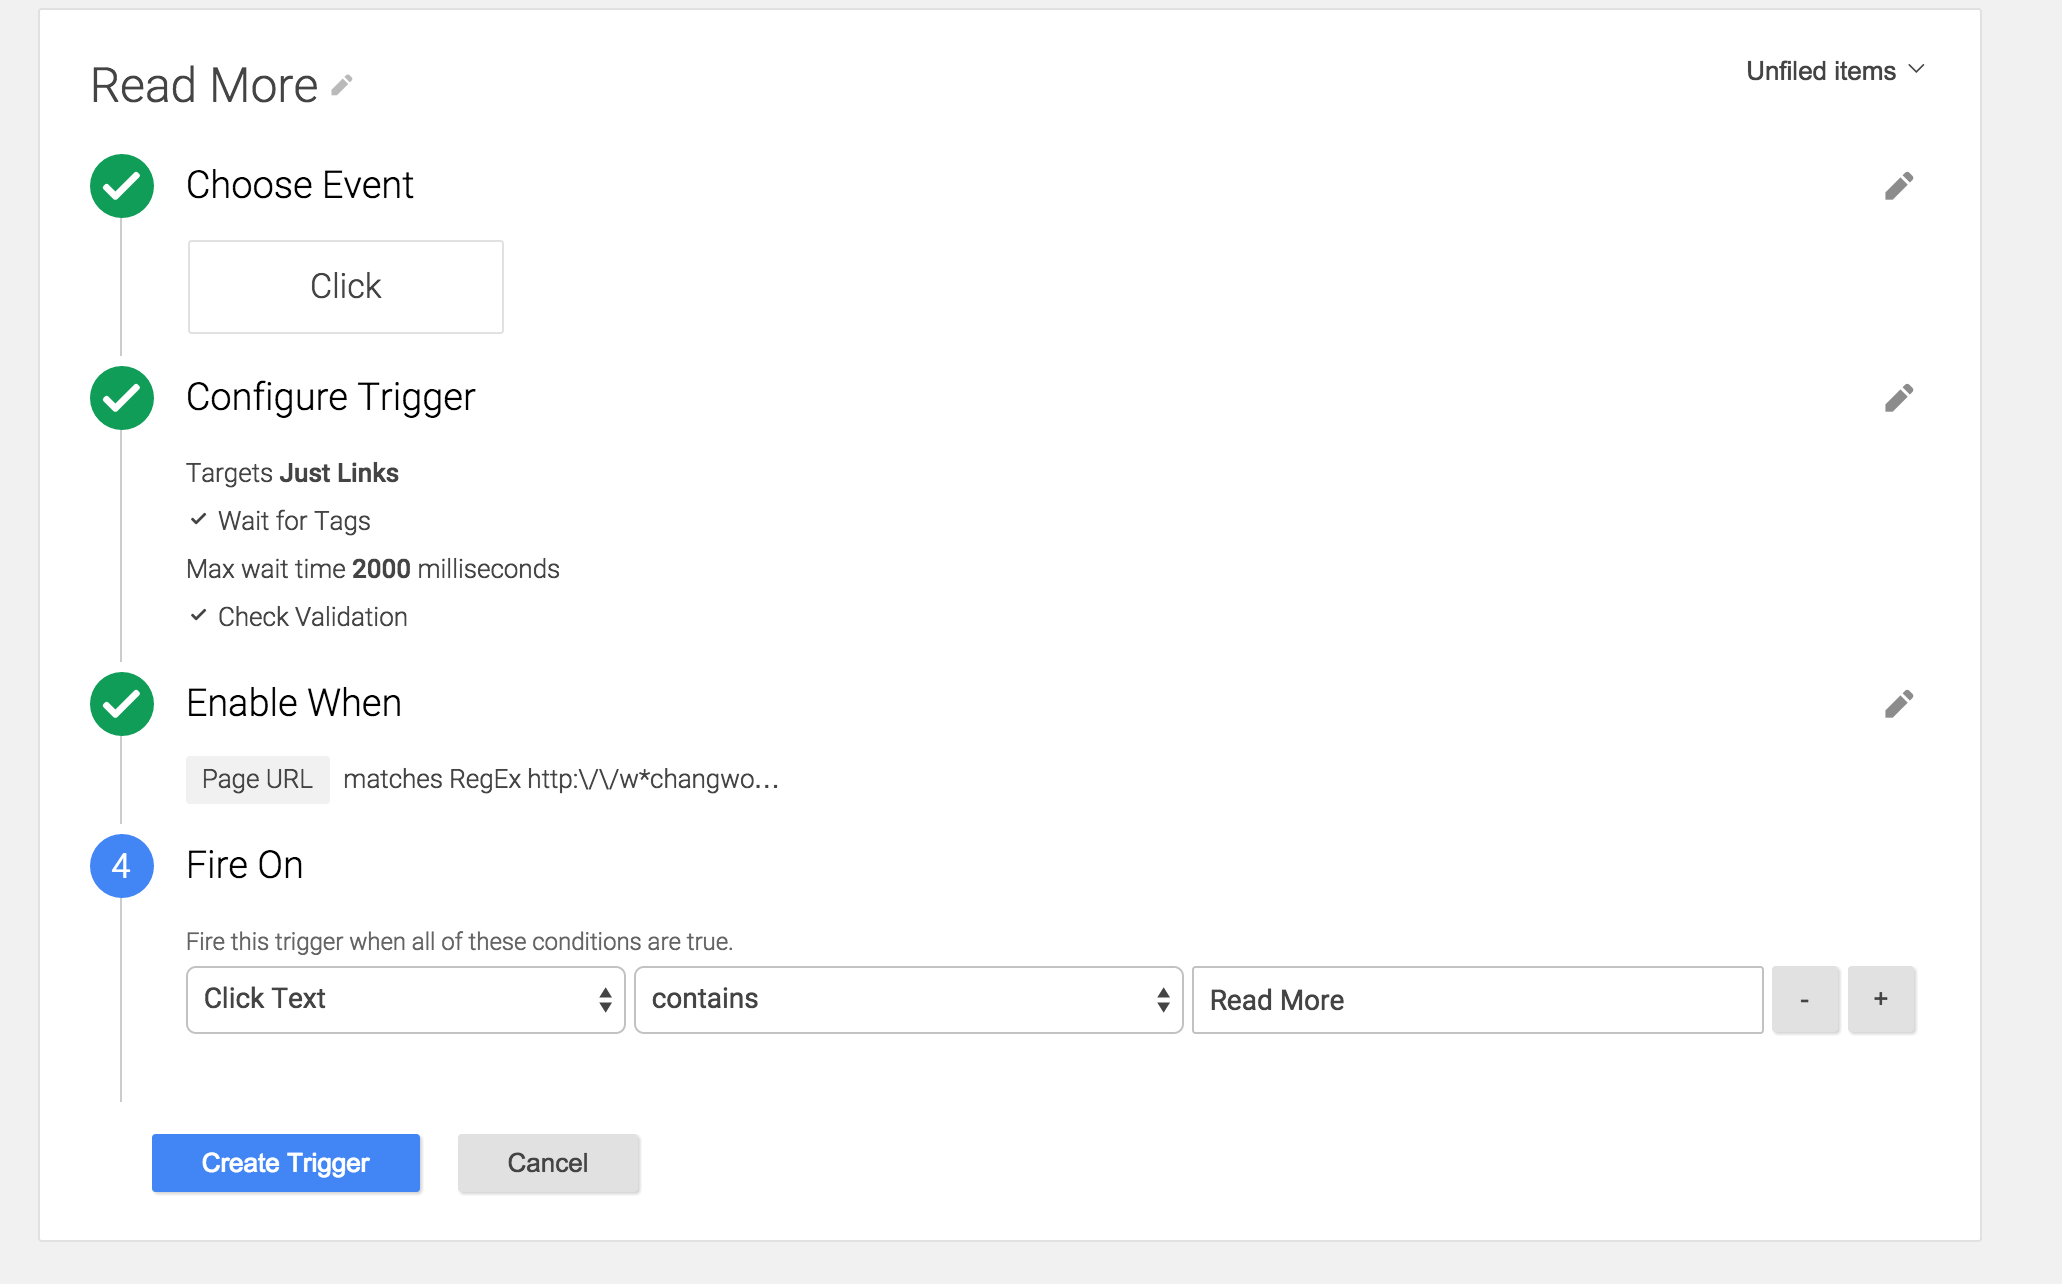 Read More
Unfiled items
Choose Event
Click
Configure Trigger
Targets Just Links
Wait for Tags
Max wait time 2000 milliseconds
Check Validation
Enable When
Page URL matches RegEx http:\/\/w*changwo...
4 Fire On
Fire this trigger when all of these conditions are true.
Click Text contains Read More - +
Create Trigger Cancel